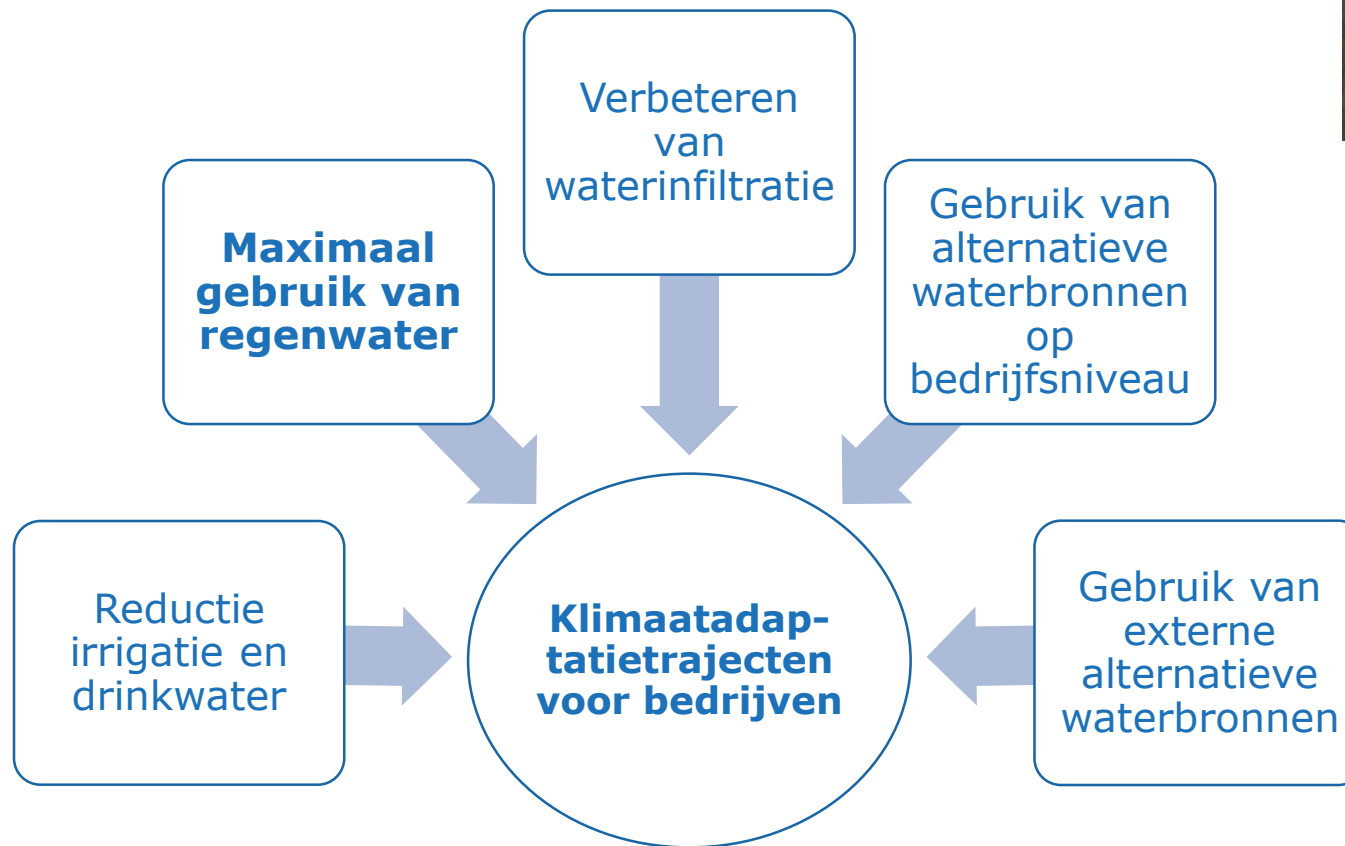 Verbeteren
van
waterinfiltratie
Maximaal
gebruik van
regenwater
Gebruik van
alternatieve
waterbronnen
op
bedrijfsniveau
Reductie
irrigatie en
drinkwater
Klimaatadap-
tatietrajecten
voor bedrijven
Gebruik van
externe
alternatieve
waterbronnen